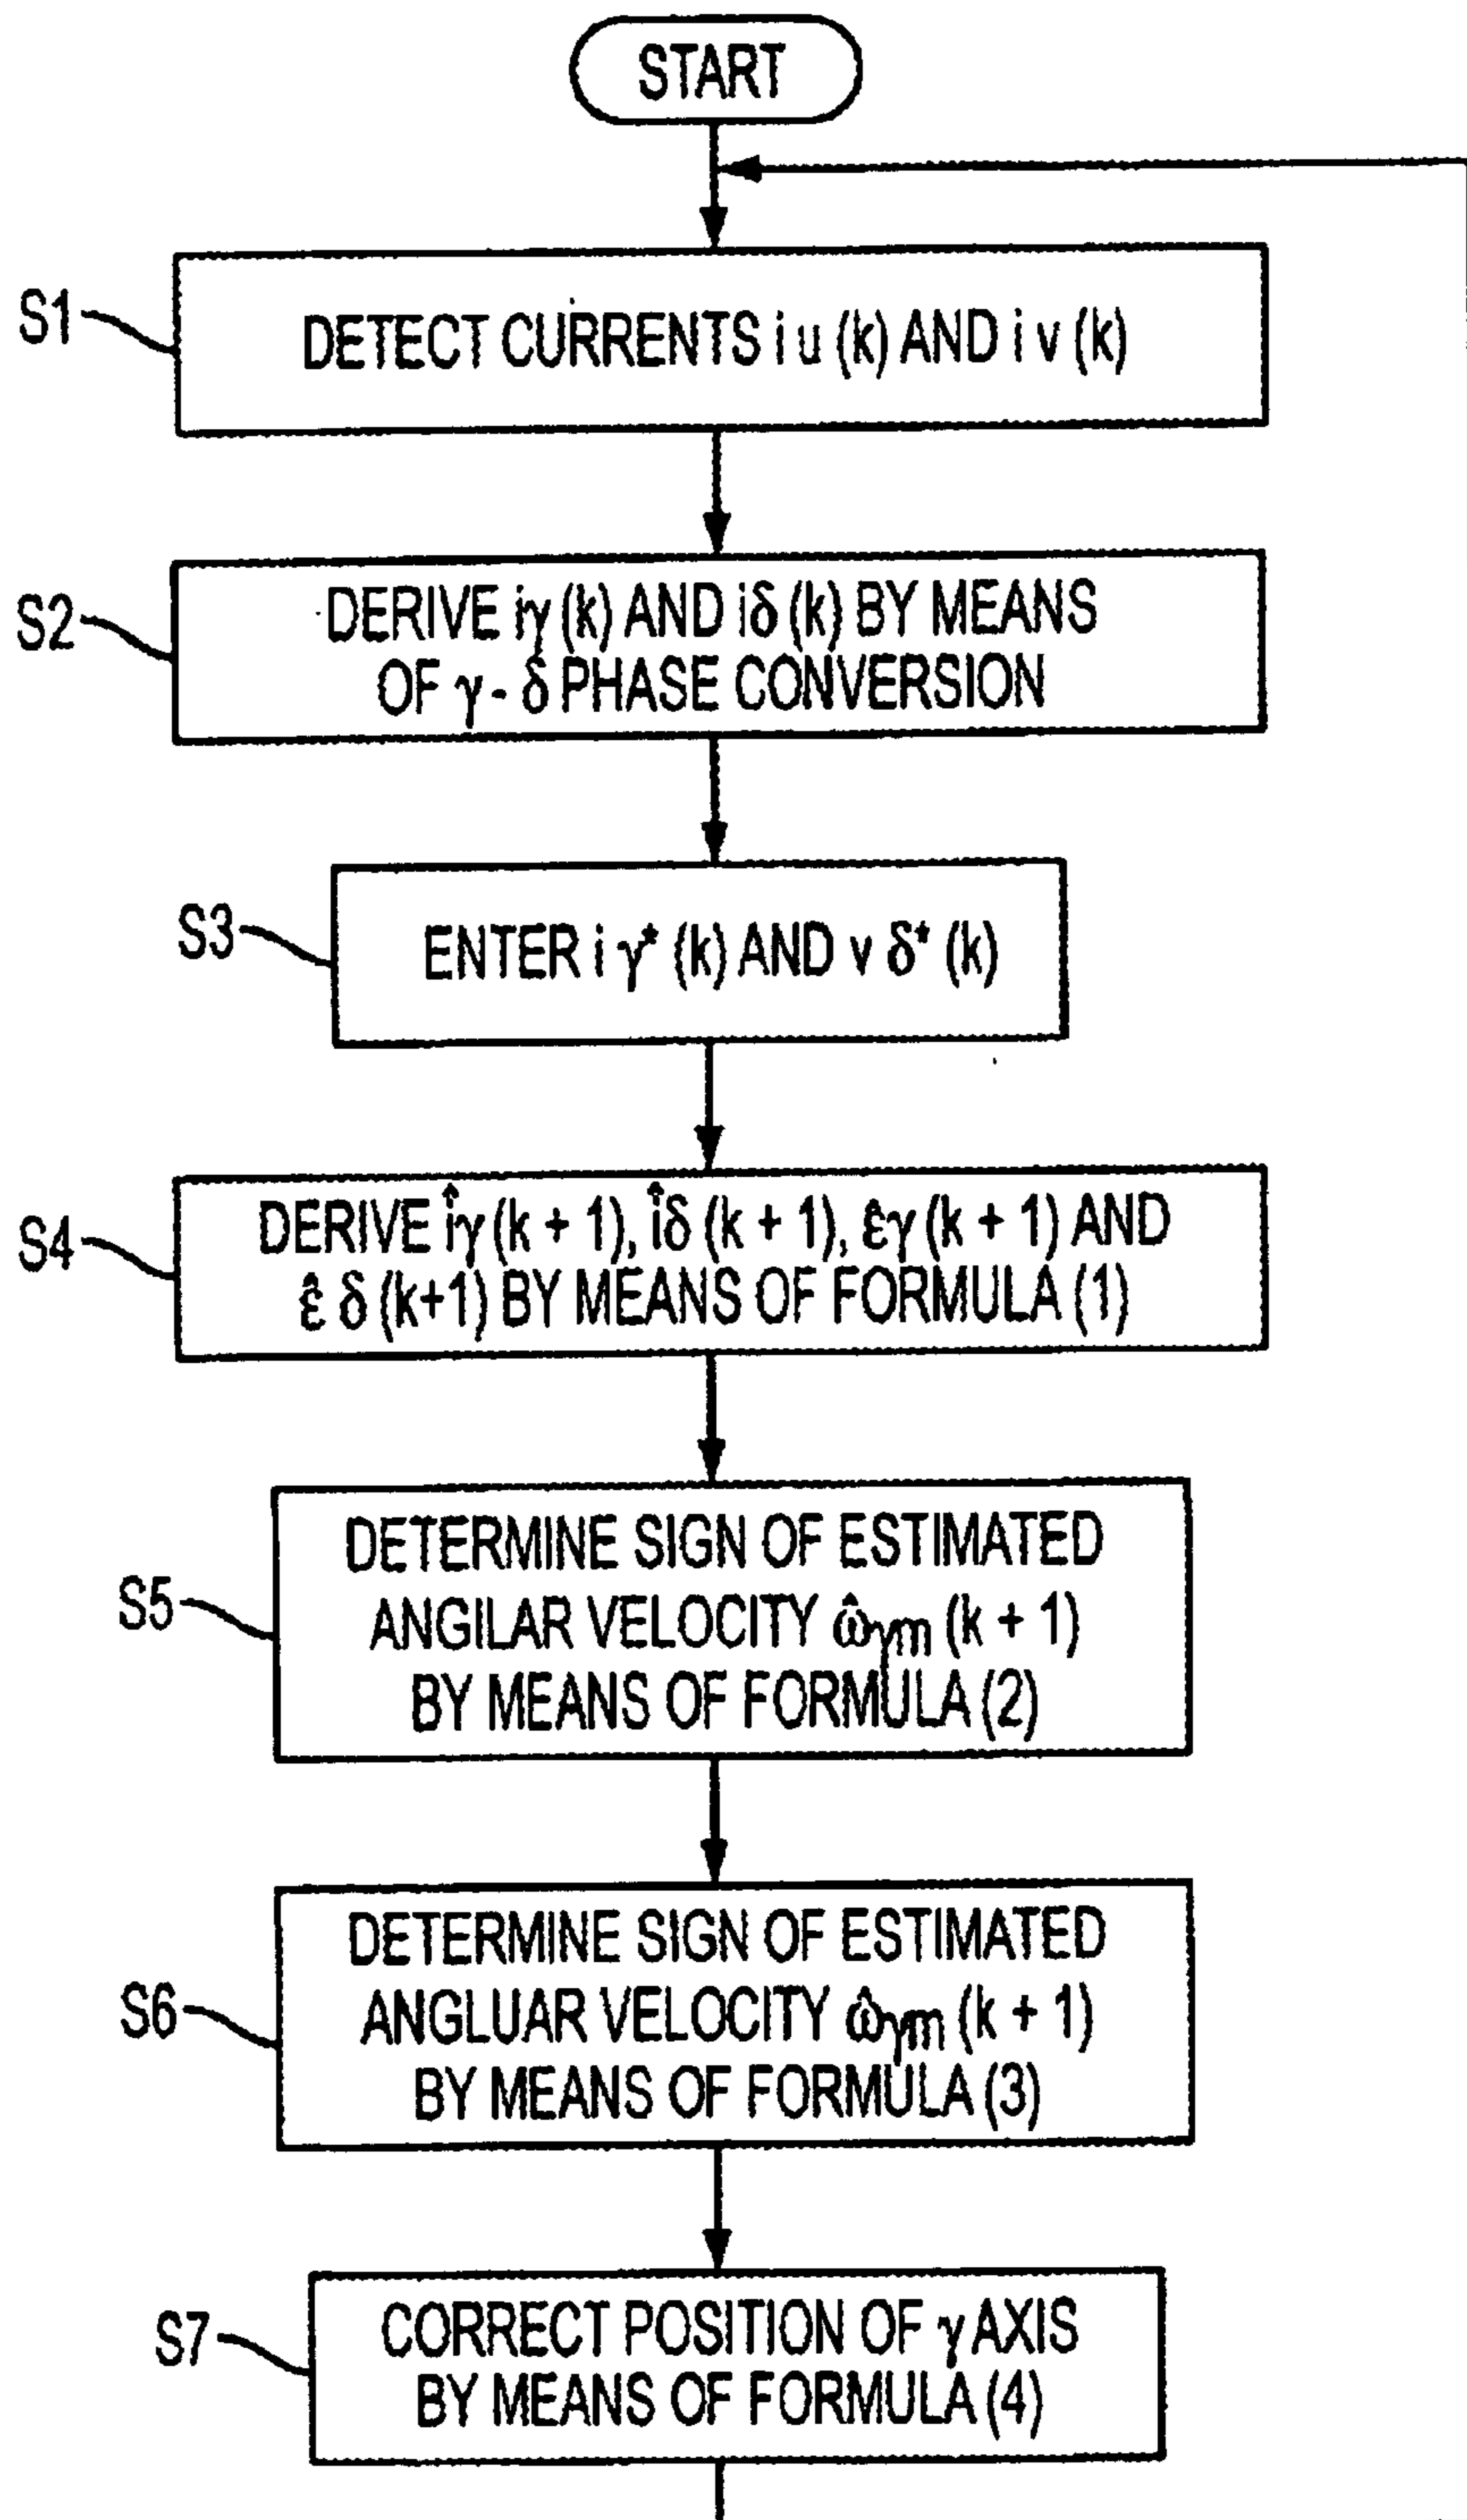 START
S1
DETECT CURRENTS i u (k) AND i v (k)
S2
DERIVE iγ (k) AND iδ (k) BY MEANS
OF γ - δ PHASE CONVERSION
S3
ENTER i γ* (k) AND v δ* (k)
S4
DERIVE îγ (k + 1), îδ (k + 1), ε̂γ (k + 1) AND
ε̂ δ (k+1) BY MEANS OF FORMULA (1)
S5
DETERMINE SIGN OF ESTIMATED
ANGILAR VELOCITY ω̂γm (k + 1)
BY MEANS OF FORMULA (2)
S6
DETERMINE SIGN OF ESTIMATED
ANGLUAR VELOCITY ω̂γm (k + 1)
BY MEANS OF FORMULA (3)
S7
CORRECT POSITION OF γ AXIS
BY MEANS OF FORMULA (4)